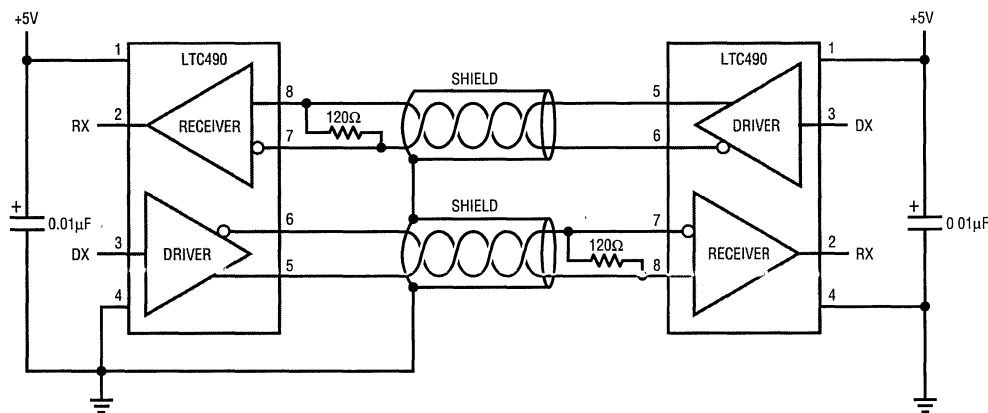 +5V
+5V
1
LTC490
SHIELD
LTC490
1
8
120Ω
5
RX
2
RECEIVER
7
6
DRIVER
3
DX
+
0.01μF
6
SHIELD
7
+
0 01μF
DX
3
DRIVER
5
120Ω
8
RECEIVER
2
RX
4
4